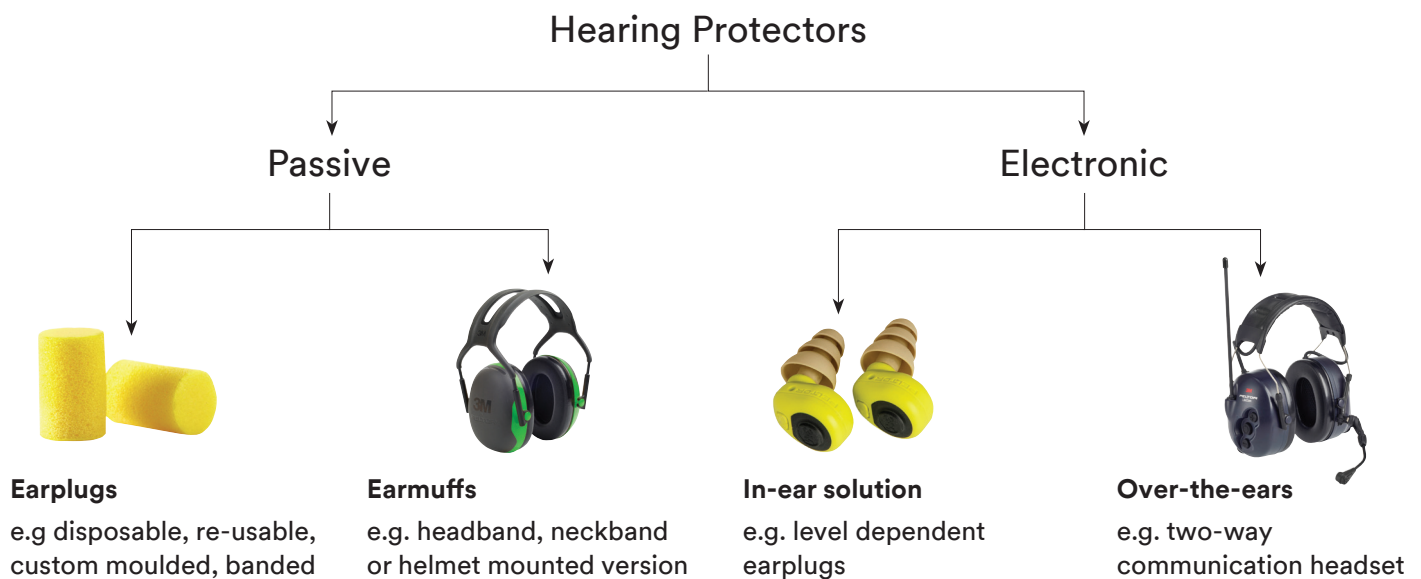 Hearing Protectors
Passive
Electronic
3M
Earplugs
e.g disposable, re-usable,
custom moulded, banded
Earmuffs
e.g. headband, neckband
or helmet mounted version
In-ear solution
e.g. level dependent
earplugs
Over-the-ears
e.g. two-way
communication headset